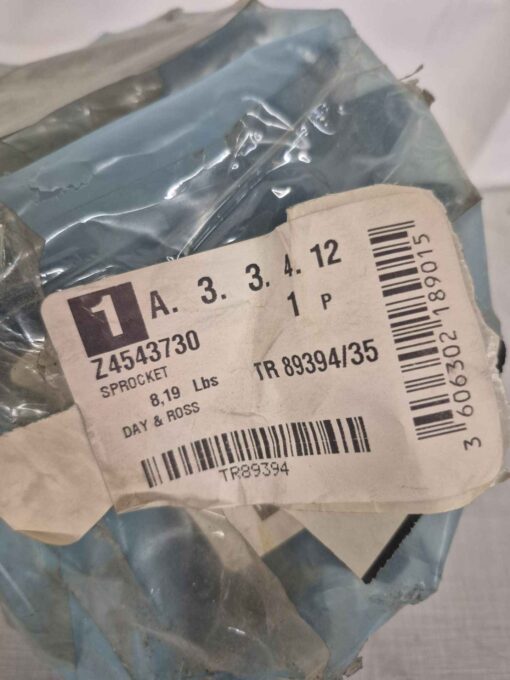 1 A. 3. 3. 4. 12
1 P
Z4543730
SPROCKET
8,19 Lbs
TR 89394/35
DAY & ROSS
TR89394
3 606302 189015